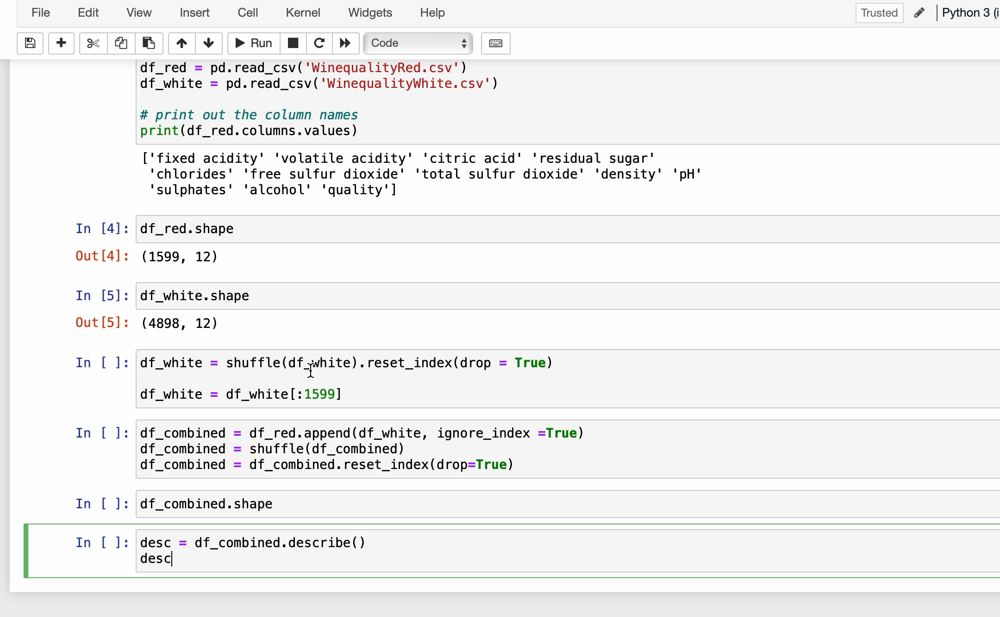 File Edit View Insert Cell Kernel Widgets Help Trusted Python 3 (i
Run Code
df_red = pd.read_csv('WinequalityRed.csv')
df_white = pd.read_csv('WinequalityWhite.csv')
# print out the column names
print(df_red.columns.values)
['fixed acidity' 'volatile acidity' 'citric acid' 'residual sugar'
'chlorides' 'free sulfur dioxide' 'total sulfur dioxide' 'density' 'pH'
'sulphates' 'alcohol' 'quality']
In [4]: df_red.shape
Out[4]: (1599, 12)
In [5]: df_white.shape
Out[5]: (4898, 12)
In [ ]: df_white = shuffle(df_white).reset_index(drop = True)
df_white = df_white[:1599]
In [ ]: df_combined = df_red.append(df_white, ignore_index =True)
df_combined = shuffle(df_combined)
df_combined = df_combined.reset_index(drop=True)
In [ ]: df_combined.shape
In [ ]: desc = df_combined.describe()
desc